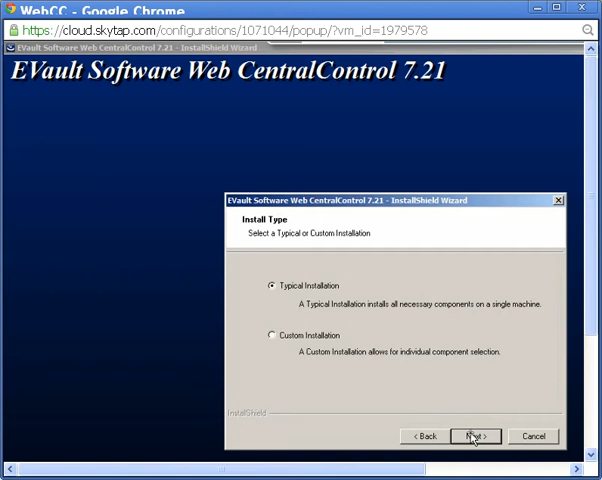 WebCC - Google Chrome
https://cloud.skytap.com/configurations/1071044/popup/?vm_id=1979578
EVault Software Web CentralControl 7.21 - InstallShield Wizard
EVault Software Web CentralControl 7.21
EVault Software Web CentralControl 7.21 - InstallShield Wizard
Install Type
Select a Typical or Custom Installation
Typical Installation
A Typical Installation installs all necessary components on a single machine.
Custom Installation
A Custom Installation allows for individual component selection.
InstallShield
< Back
Next >
Cancel